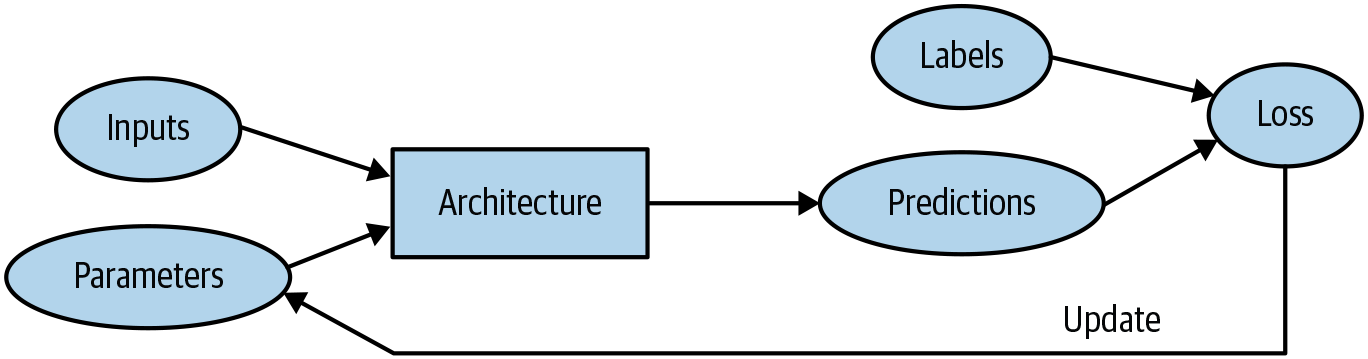 Labels
Loss
Inputs
Architecture
Predictions
Parameters
Update